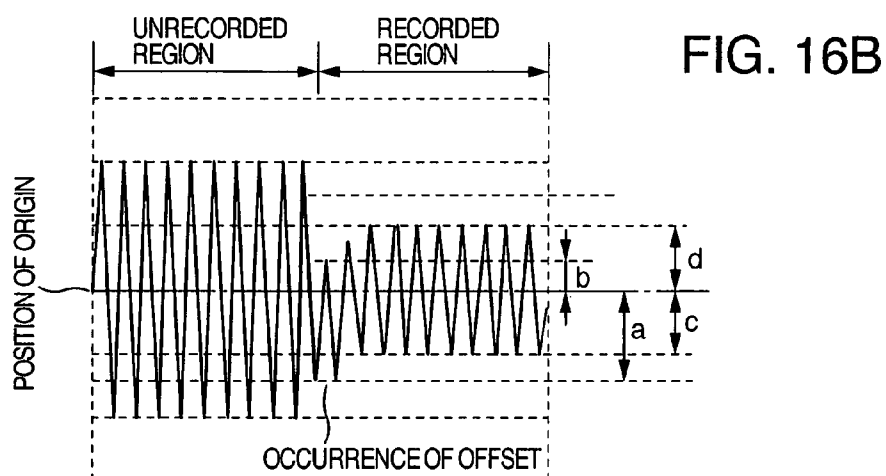 UNRECORDED
REGION
RECORDED
REGION
FIG. 16B
POSITION OF ORIGIN
b
d
a
c
OCCURRENCE OF OFFSET